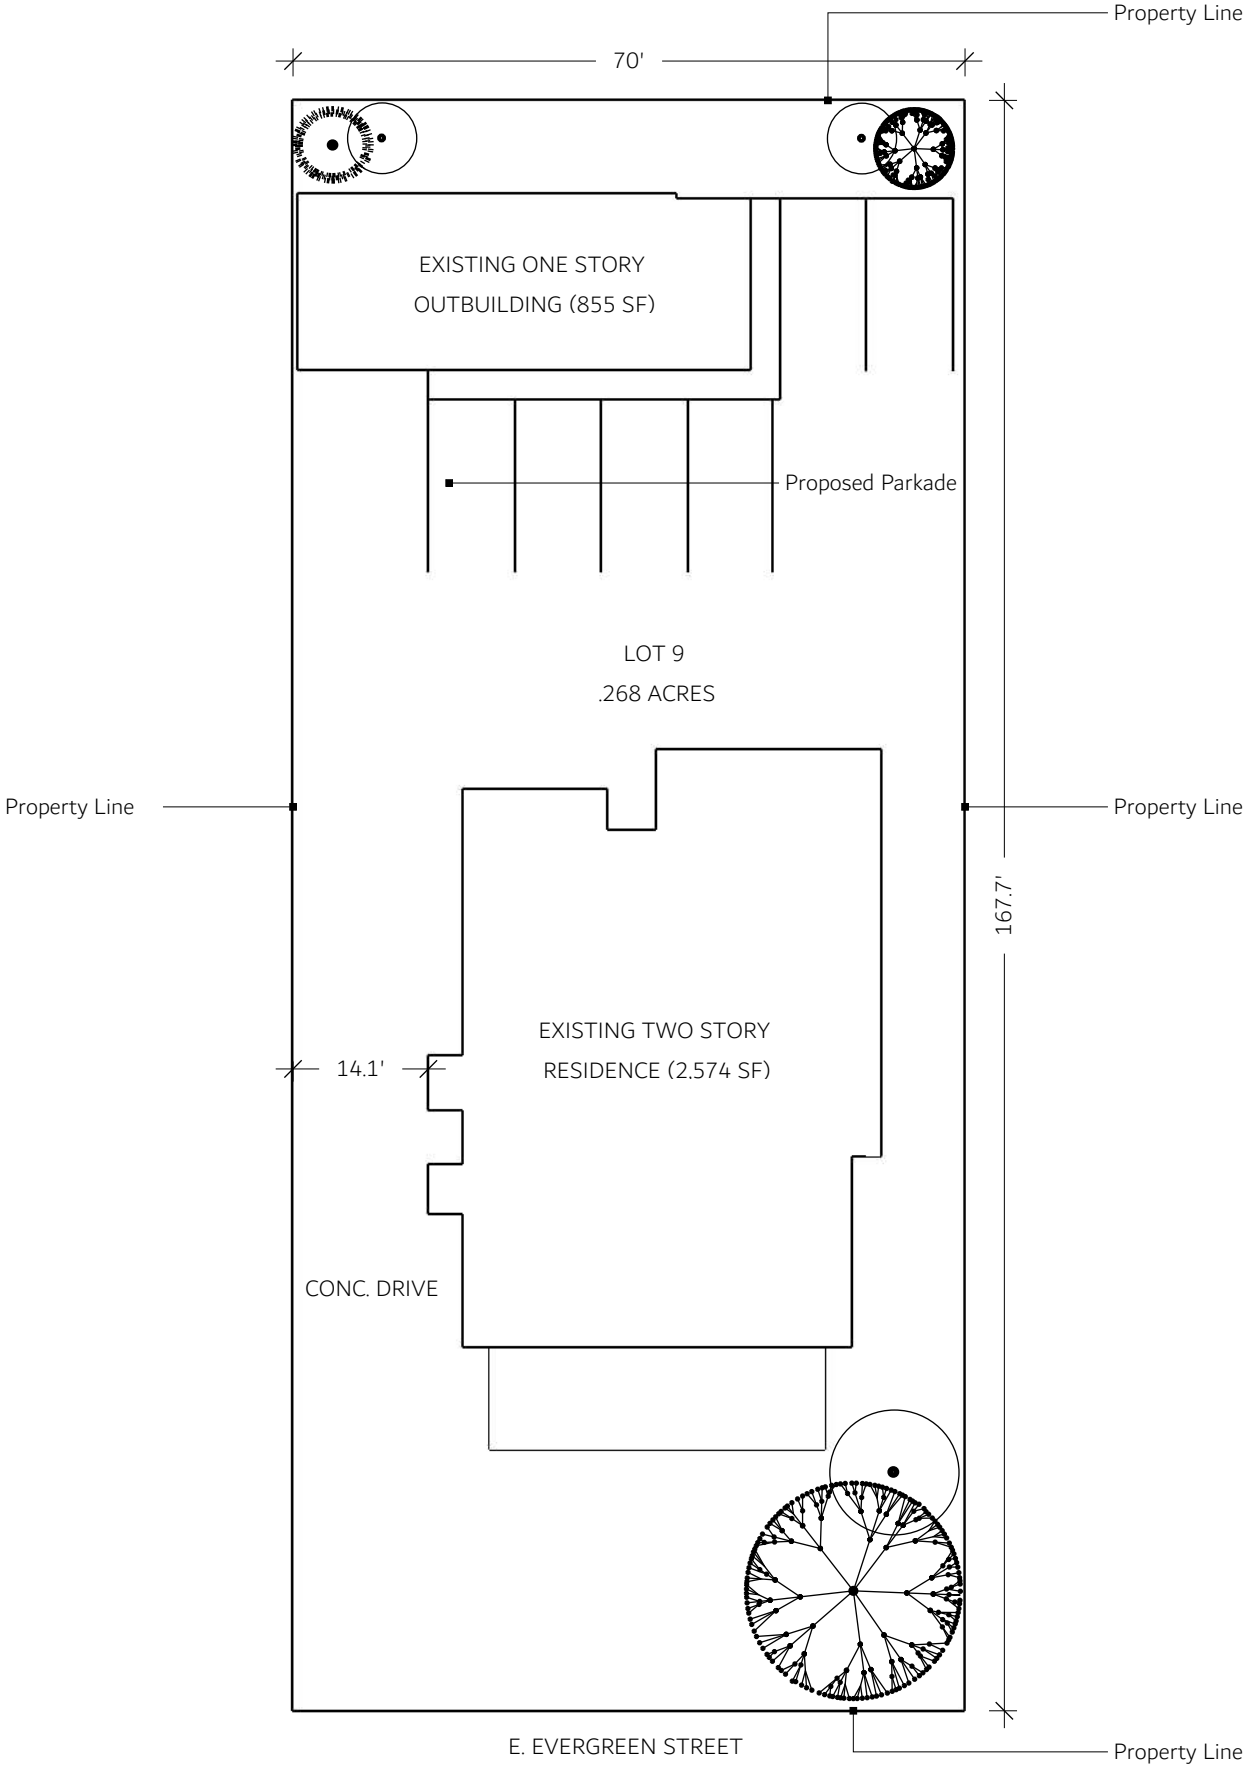 Property Line
70'
EXISTING ONE STORY
OUTBUILDING (855 SF)
Proposed Parkade
LOT 9
.268 ACRES
Property Line
Property Line
167.7'
EXISTING TWO STORY
RESIDENCE (2.574 SF)
14.1'
CONC. DRIVE
E. EVERGREEN STREET
Property Line